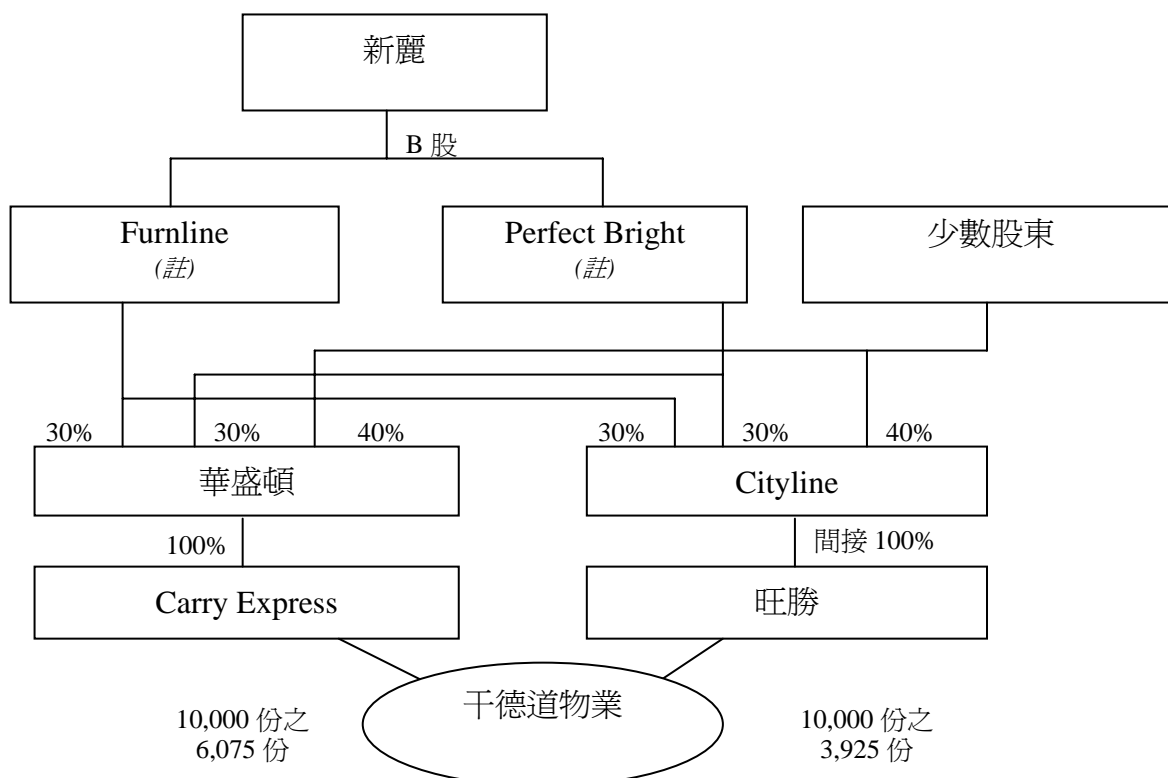 新麗
B 股
Furnline
(註)
Perfect Bright
(註)
少數股東
30%
30%
40%
30%
30%
40%
華盛頓
Cityline
100%
間接 100%
Carry Express
旺勝
干德道物業
10,000 份之
6,075 份
10,000 份之
3,925 份